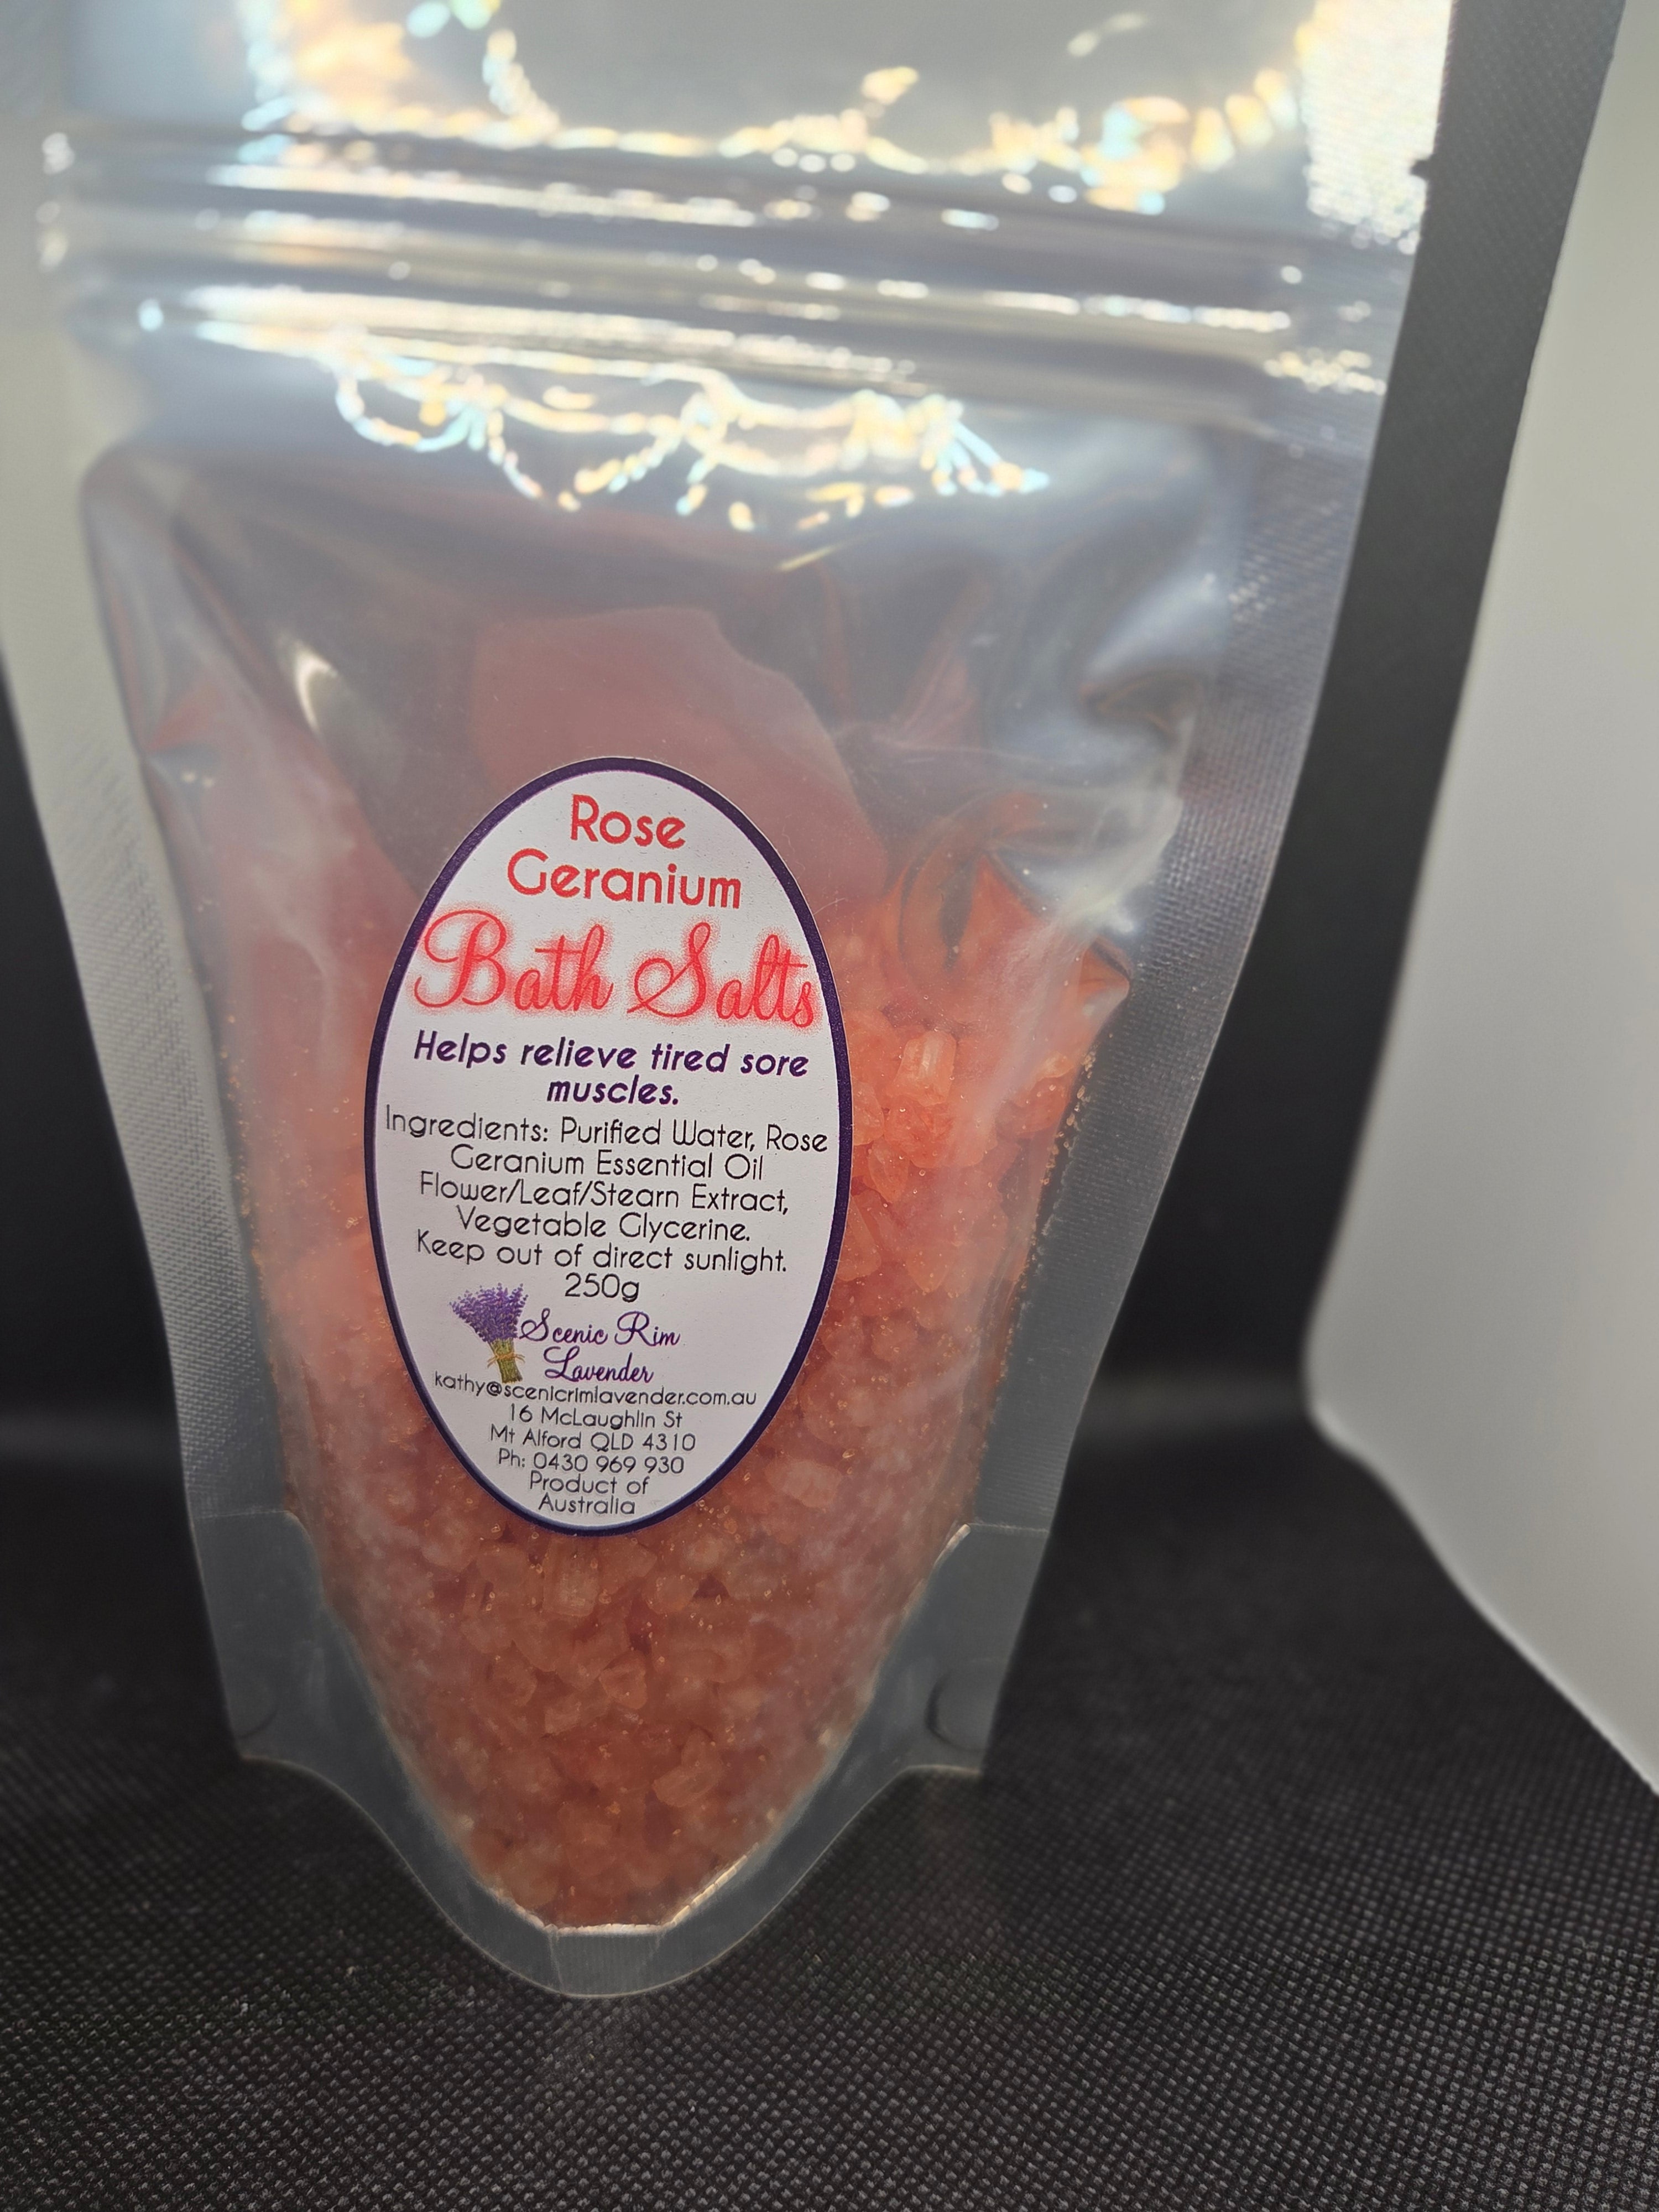 Rose
Geranium
Bath Salts
Helps relieve tired sore
muscles.
Ingredients: Purified Water, Rose
Geranium Essential Oil
Flower/Leaf/Stearn Extract,
Vegetable Glycerine.
Keep out of direct sunlight.
250g
Scenic Rim
Lavender
kathy@scenicrimlavender.com.au
16 McLaughlin St
Mt Alford QLD 4310
Ph: 0430 969 930
Product of
Australia